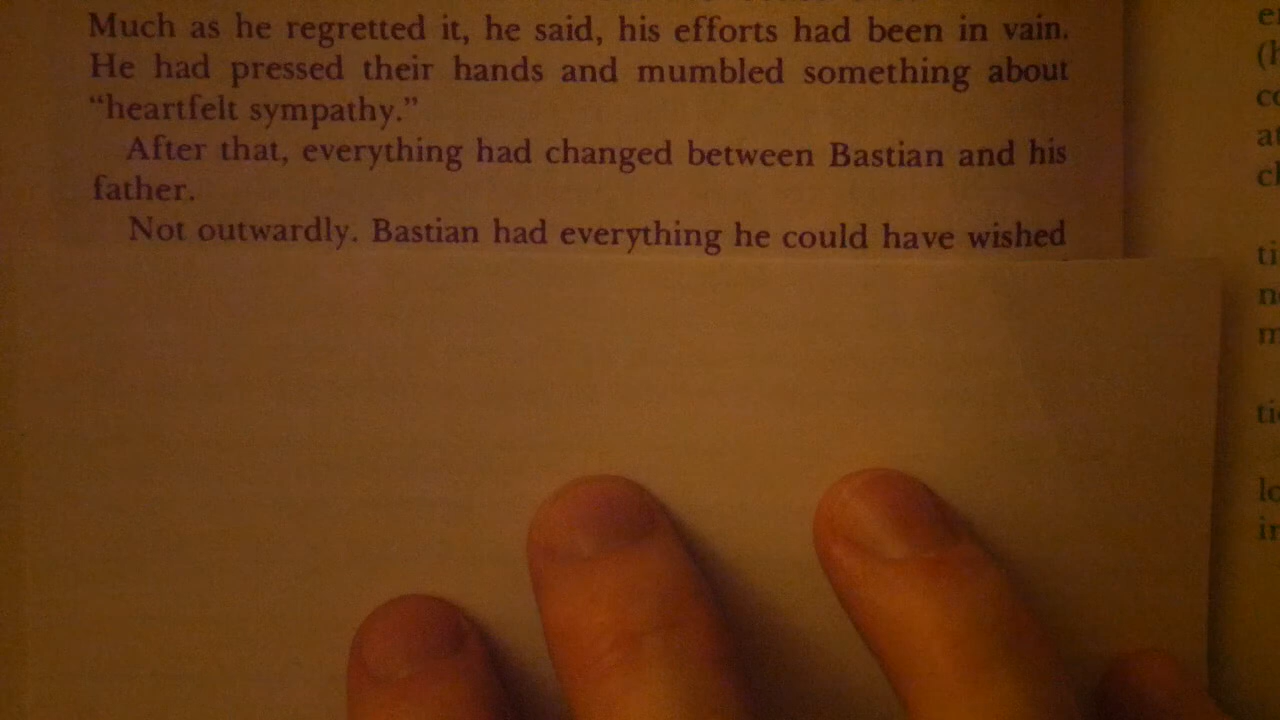 Much as he regretted it, he said, his efforts had been in vain.
He had pressed their hands and mumbled something about
“heartfelt sympathy.”
After that, everything had changed between Bastian and his
father.
Not outwardly. Bastian had everything he could have wished